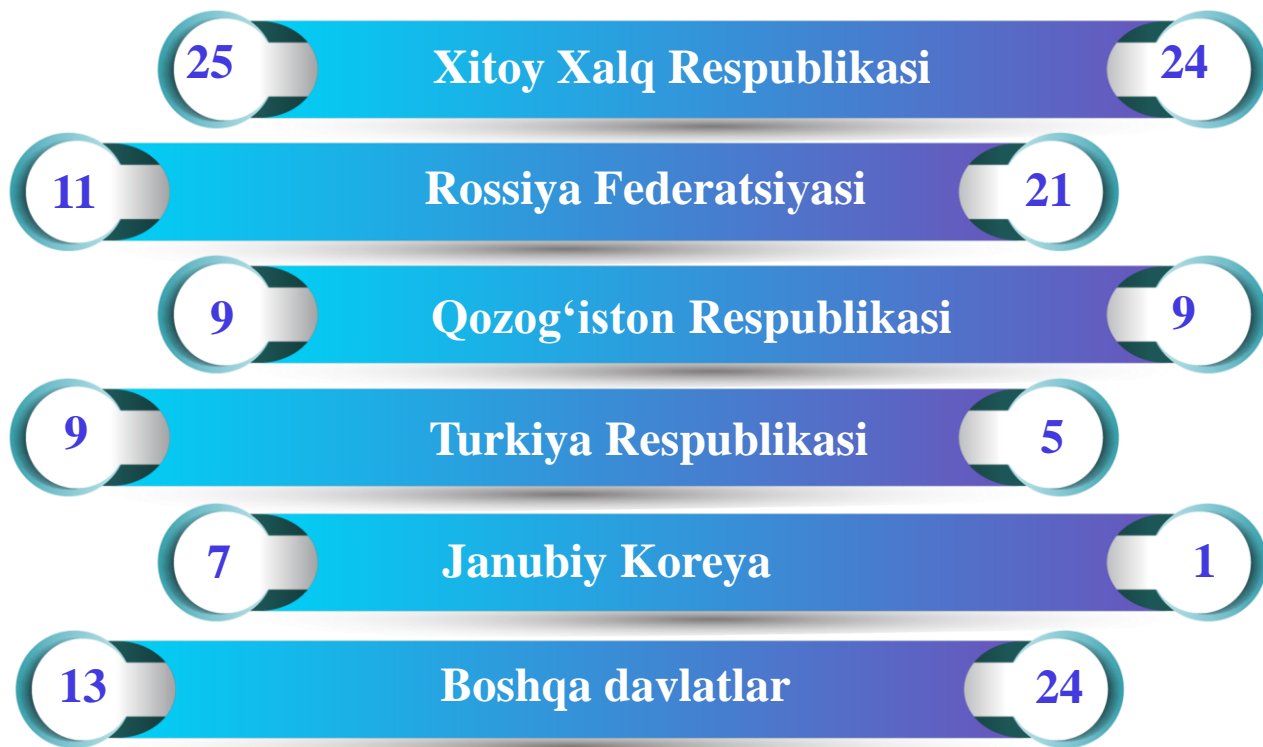 25 Xitoy Xalq Respublikasi 24
11 Rossiya Federatsiyasi 21
9 Qozog‘iston Respublikasi 9
9 Turkiya Respublikasi 5
7 Janubiy Koreya 1
13 Boshqa davlatlar 24